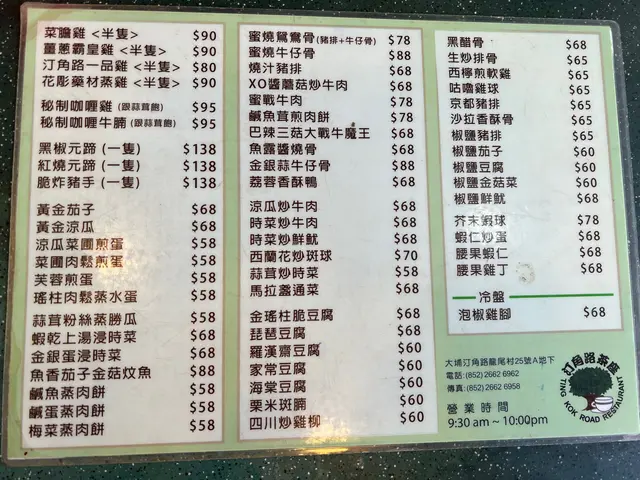 菜膽雞 <半隻> $90
薑蔥霸皇雞 <半隻> $90
汀角路一品雞 <半隻> $80
花彫藥材蒸雞 <半隻> $90
秘制咖喱雞 (跟蒜茸飽) $95
秘制咖喱牛腩 (跟蒜茸飽) $95
黑椒元蹄 (一隻) $138
紅燒元蹄 (一隻) $138
脆炸豬手 (一隻) $138
黃金茄子 $68
黃金涼瓜 $68
涼瓜菜圃煎蛋 $58
菜圃肉鬆煎蛋 $58
芙蓉煎蛋 $58
瑤柱肉鬆蒸水蛋 $58
蒜茸粉絲蒸勝瓜 $58
蝦乾上湯浸時菜 $68
金銀蛋浸時菜 $68
魚香茄子金菇炆魚 $88
鹹魚蒸肉餅 $58
鹹蛋蒸肉餅 $58
梅菜蒸肉餅 $58
蜜燒鴛鴦骨(豬排+牛仔骨) $78
蜜燒牛仔骨 $88
燒汁豬排 $68
XO醬蘑菇炒牛肉 $78
蜜戰牛肉 $78
鹹魚茸煎肉餅 $78
巴辣三菇大戰牛魔王 $68
魚露醬燒骨 $68
金銀蒜牛仔骨 $88
荔蓉香酥鴨 $68
涼瓜炒牛肉 $68
時菜炒牛肉 $68
時菜炒鮮魷 $68
西蘭花炒斑球 $70
蒜茸炒時菜 $58
馬拉盞通菜 $68
金瑤柱脆豆腐 $68
琵琶豆腐 $68
羅漢齋豆腐 $60
家常豆腐 $60
海棠豆腐 $60
栗米斑腩 $60
四川炒雞柳 $60
黑醋骨 $68
生炒排骨 $65
西檸煎軟雞 $65
咕嚕雞球 $65
京都豬排 $65
沙拉香酥骨 $65
椒鹽豬排 $65
椒鹽茄子 $60
椒鹽豆腐 $60
椒鹽金菇菜 $60
椒鹽鮮魷 $68
芥末蝦球 $78
蝦仁炒蛋 $68
腰果蝦仁 $68
腰果雞丁 $68
冷盤
泡椒雞腳 $68
大埔汀角路龍尾村25號A地下
電話:(852) 2662 6962
傳真:(852) 2662 6958
營業時間
9:30 am ~ 10:00pm
汀角路茶座
TING KOK ROAD RESTAURANT